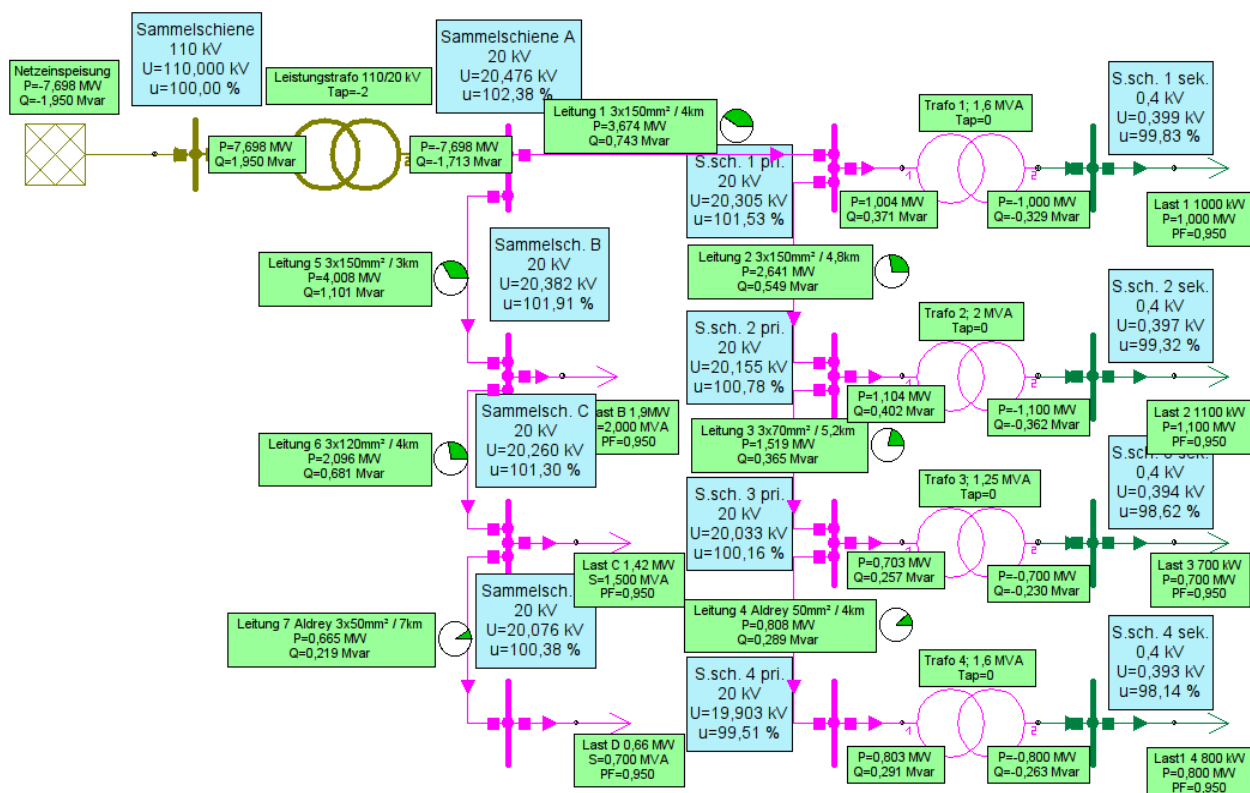 Sammelschiene
110 kV
U=110,000 kV
u=100,00 %
Sammelschiene A
20 kV
U=20,476 kV
u=102,38 %
S.sch. 1 sek.
0,4 kV
U=0,399 kV
u=99,83 %
Netzeinspeisung
P=-7,698 MW
Q=-1,950 Mvar
Leistungstrafo 110/20 kV
Tap=-2
Leitung 1 3x150mm² / 4km
P=3,674 MW
Q=0,743 Mvar
Trafo 1; 1,6 MVA
Tap=0
P=7,698 MW
Q=1,950 Mvar
P=-7,698 MW
Q=-1,713 Mvar
2
S.sch. 1 pri.
20 kV
U=20,305 kV
u=101,53 %
1
2
P=1,004 MW
Q=0,371 Mvar
P=-1,000 MW
Q=-0,329 Mvar
Last 1 1000 kW
P=1,000 MW
PF=0,950
Sammelsch. B
20 kV
U=20,382 kV
u=101,91 %
Leitung 5 3x150mm² / 3km
P=4,008 MW
Q=1,101 Mvar
Leitung 2 3x150mm² / 4,8km
P=2,641 MW
Q=0,549 Mvar
S.sch. 2 sek.
0,4 kV
U=0,397 kV
u=99,32 %
S.sch. 2 pri.
20 kV
U=20,155 kV
u=100,78 %
Trafo 2; 2 MVA
Tap=0
1
2
P=1,104 MW
Q=0,402 Mvar
P=-1,100 MW
Q=-0,362 Mvar
Last 2 1100 kW
P=1,100 MW
PF=0,950
Last B 1,9MW
=2,000 MVA
PF=0,950
Sammelsch. C
20 kV
U=20,260 kV
u=101,30 %
Leitung 6 3x120mm² / 4km
P=2,096 MW
Q=0,681 Mvar
Leitung 3 3x70mm² / 5,2km
P=1,519 MW
Q=0,365 Mvar
0,4 kV
U=0,394 kV
u=98,62 %
S.sch. 3 pri.
20 kV
U=20,033 kV
u=100,16 %
Trafo 3; 1,25 MVA
Tap=0
1
2
P=0,703 MW
Q=0,257 Mvar
P=-0,700 MW
Q=-0,230 Mvar
Last 3 700 kW
P=0,700 MW
PF=0,950
Last C 1,42 MW
S=1,500 MVA
PF=0,950
Sammelsch.
20 kV
U=20,076 kV
u=100,38 %
Leitung 7 Aldrey 3x50mm² / 7km
P=0,665 MW
Q=0,219 Mvar
Leitung 4 Aldrey 50mm² / 4km
P=0,808 MW
Q=0,289 Mvar
S.sch. 4 sek.
0,4 kV
U=0,393 kV
u=98,14 %
S.sch. 4 pri.
20 kV
U=19,903 kV
u=99,51 %
Trafo 4; 1,6 MVA
Tap=0
1
2
P=0,803 MW
Q=0,291 Mvar
P=-0,800 MW
Q=-0,263 Mvar
Last D 0,66 MW
S=0,700 MVA
PF=0,950
Last1 4 800 kW
P=0,800 MW
PF=0,950